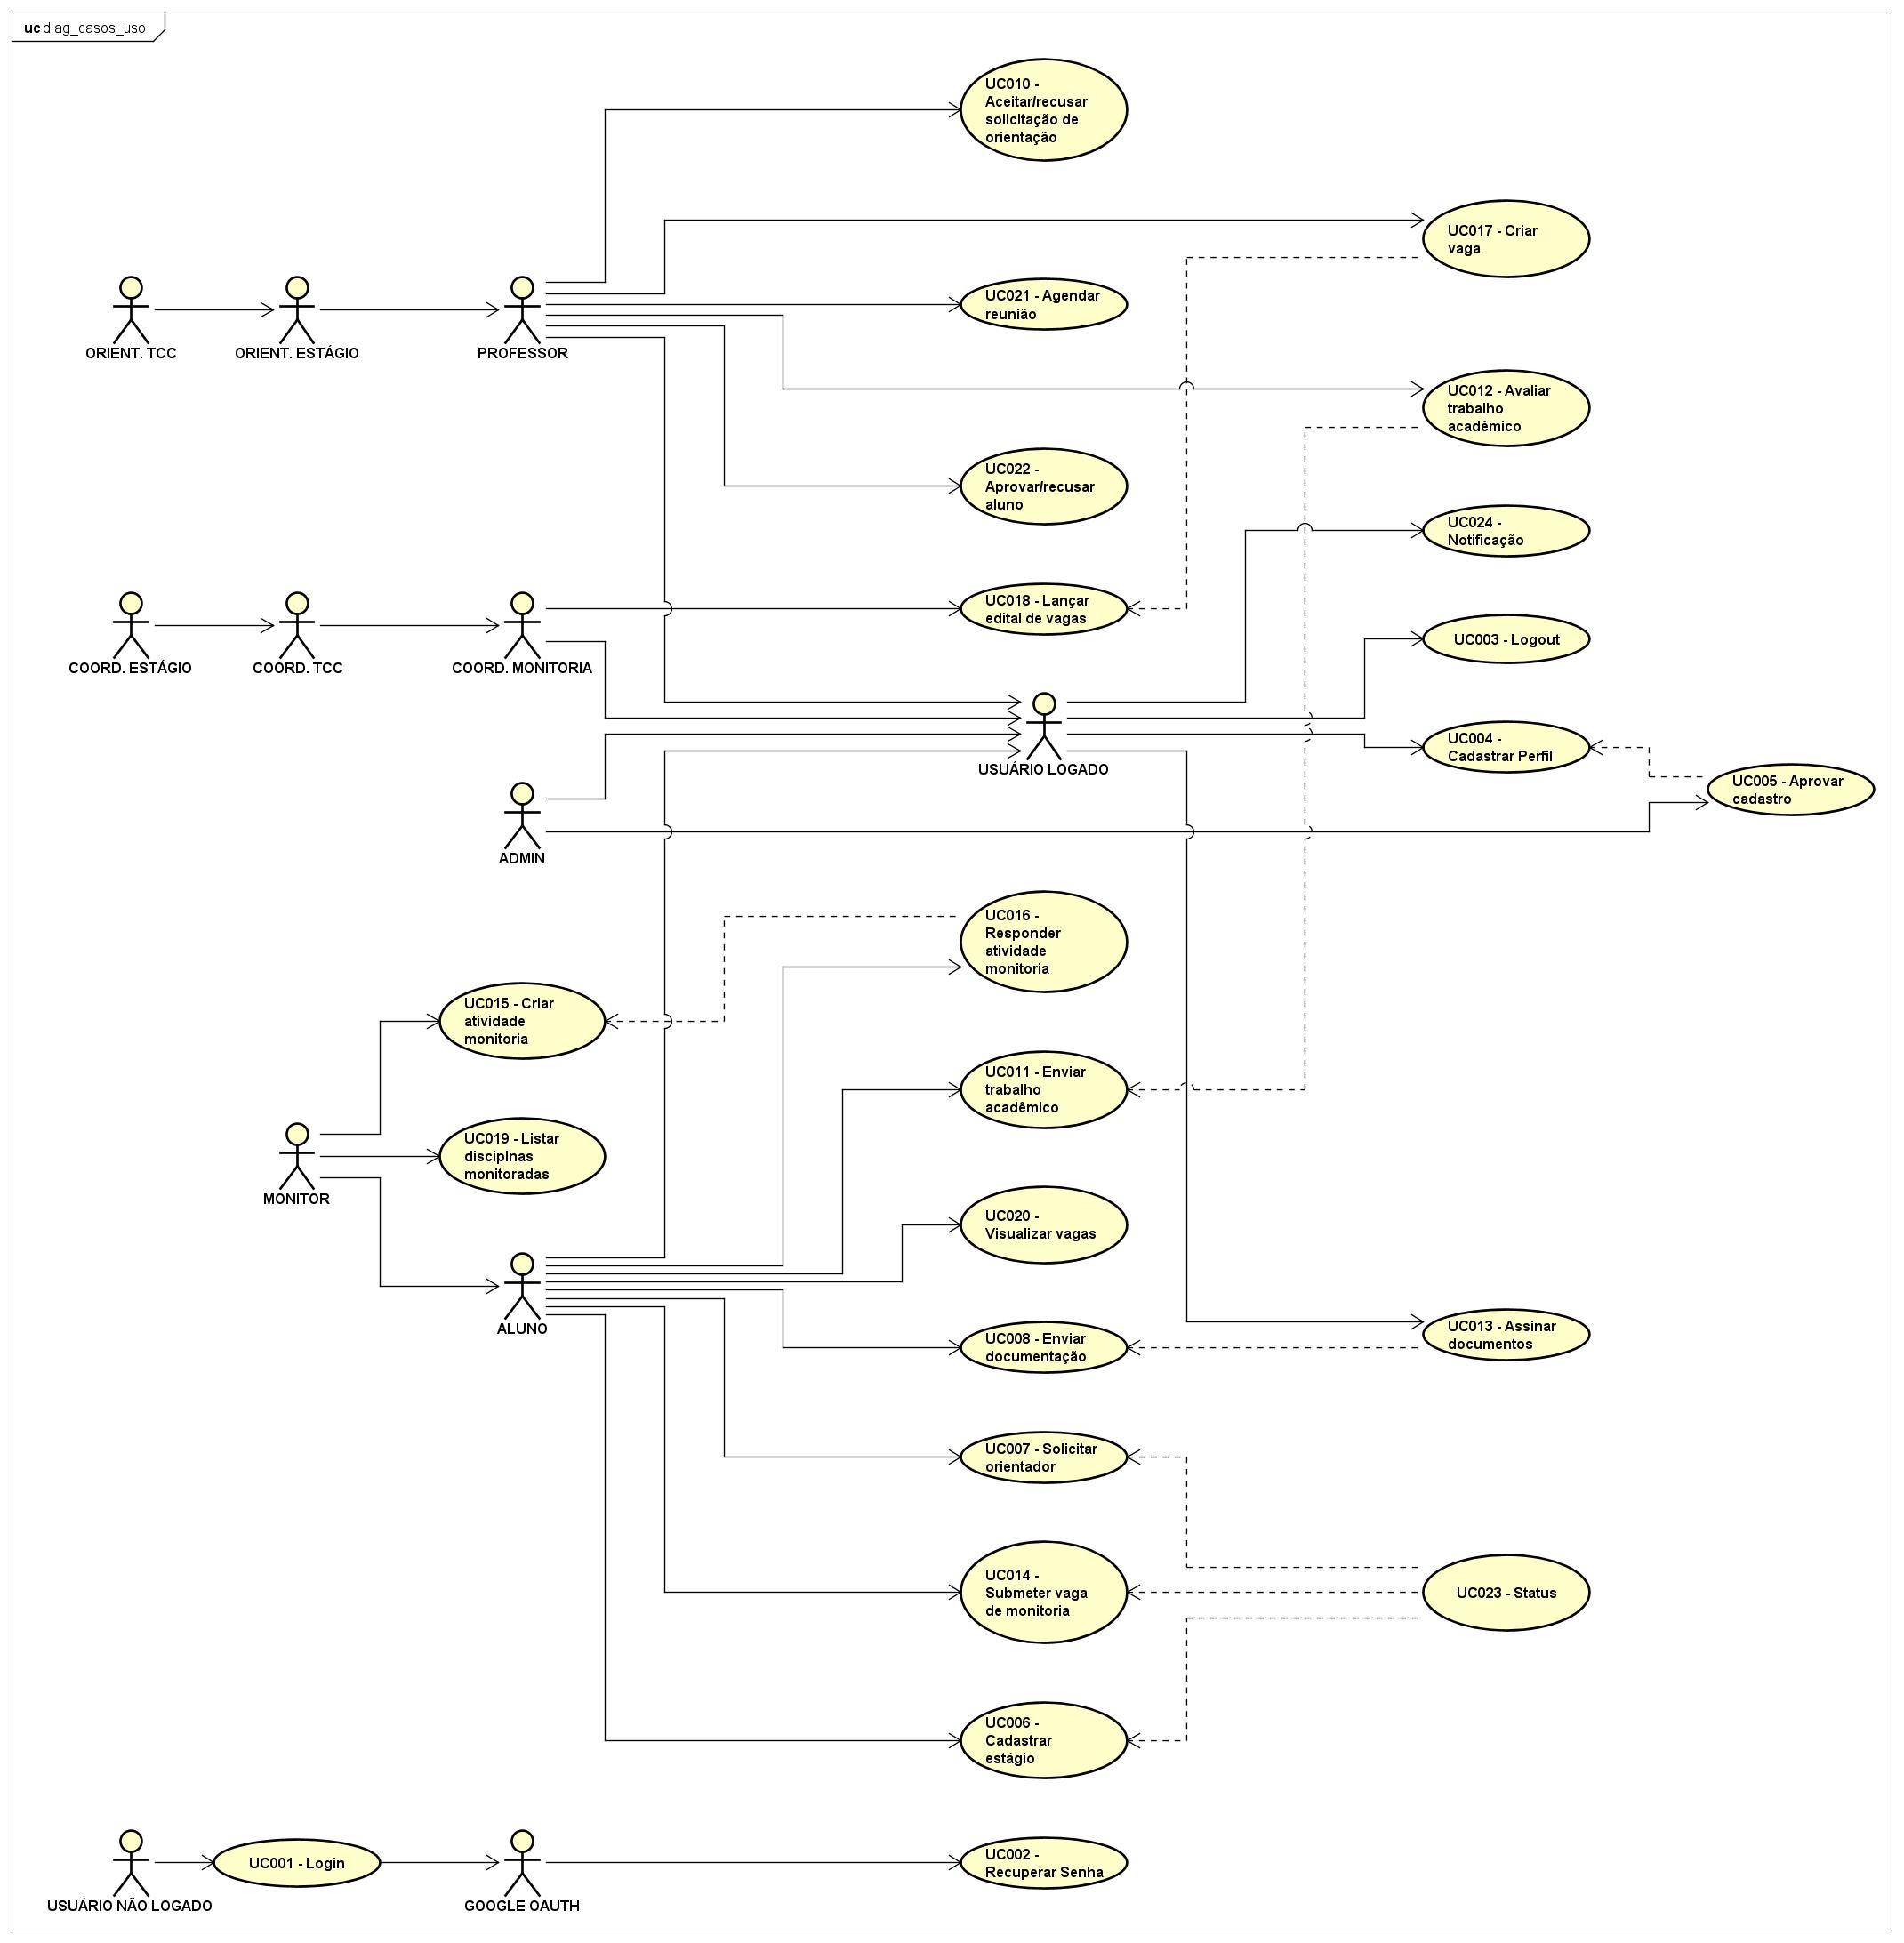 uc diag_casos_uso
UC010 -
Aceitar/recusar
solicitação de
orientação
UC017 - Criar
vaga
UC021 - Agendar
reunião
ORIENT. TCC
ORIENT. ESTÁGIO
PROFESSOR
UC012 - Avaliar
trabalho
acadêmico
UC022 -
Aprovar/recusar
aluno
UC024 -
Notificação
UC018 - Lançar
edital de vagas
COORD. ESTÁGIO
COORD. TCC
COORD. MONITORIA
UC003 - Logout
USUÁRIO LOGADO
UC004 -
Cadastrar Perfil
UC005 - Aprovar
cadastro
ADMIN
UC016 -
Responder
atividade
monitoria
UC015 - Criar
atividade
monitoria
UC011 - Enviar
trabalho
acadêmico
UC019 - Listar
disciplnas
monitoradas
MONITOR
UC020 -
Visualizar vagas
ALUNO
UC008 - Enviar
documentação
UC013 - Assinar
documentos
UC007 - Solicitar
orientador
UC014 -
Submeter vaga
de monitoria
UC023 - Status
UC006 -
Cadastrar
estágio
USUÁRIO NÃO LOGADO
UC001 - Login
GOOGLE OAUTH
UC002 -
Recuperar Senha